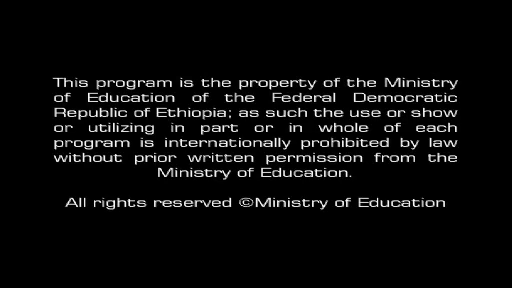 This program is the property of the Ministry
of Education of the Federal Democratic
Republic of Ethiopia; as such the use or show
or utilizing in part or in whole of each
program is internationally prohibited by law
without prior written permission from the
Ministry of Education.
All rights reserved ©Ministry of Education